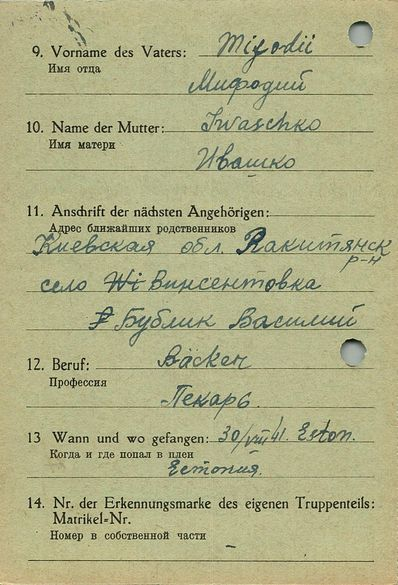 9. Vorname des Vaters: Mifodii
Имя отца
Мифодий
10. Name der Mutter: Iwaschko
Имя матери
Ивашко
11. Anschrift der nächsten Angehörigen:
Адрес ближайших родственников
Киевская обл. Ракитянск
р-н
село Винсентовка
Бублик Василий
12. Beruf: Bäcker
Профессия
Пекарь.
13 Wann und wo gefangen: 30/VIII 41. Eston.
Когда и где попал в плен
Естония.
14. Nr. der Erkennungsmarke des eigenen Truppenteils:
Matrikel-Nr.
Номер в собственной части